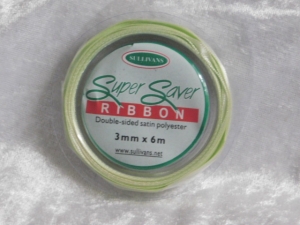 SULLIVANS
Super Saver
RIBBON
Double-sided satin polyester
3mm x 6m
www.sullivans.net